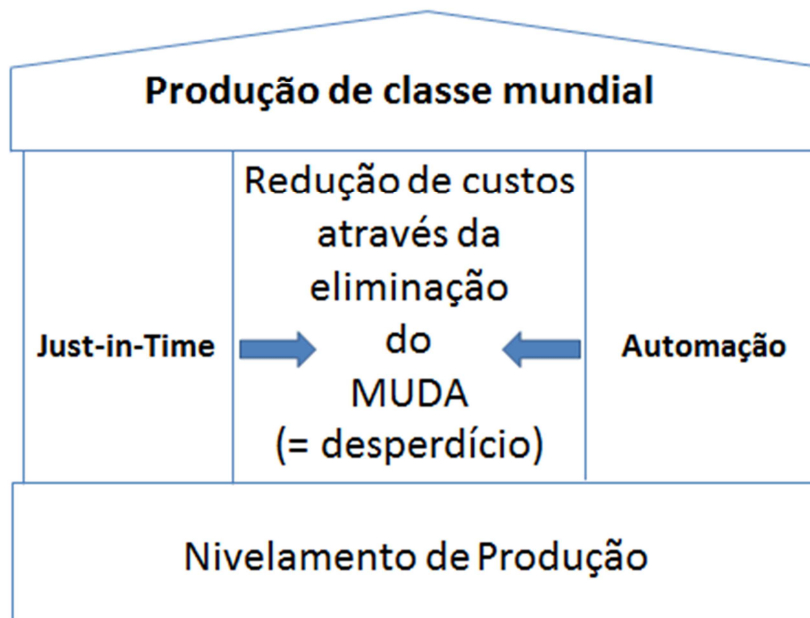 Produção de classe mundial
Redução de custos
através da
eliminação
do
MUDA
(= desperdício)
Just-in-Time
Automação
Nivelamento de Produção